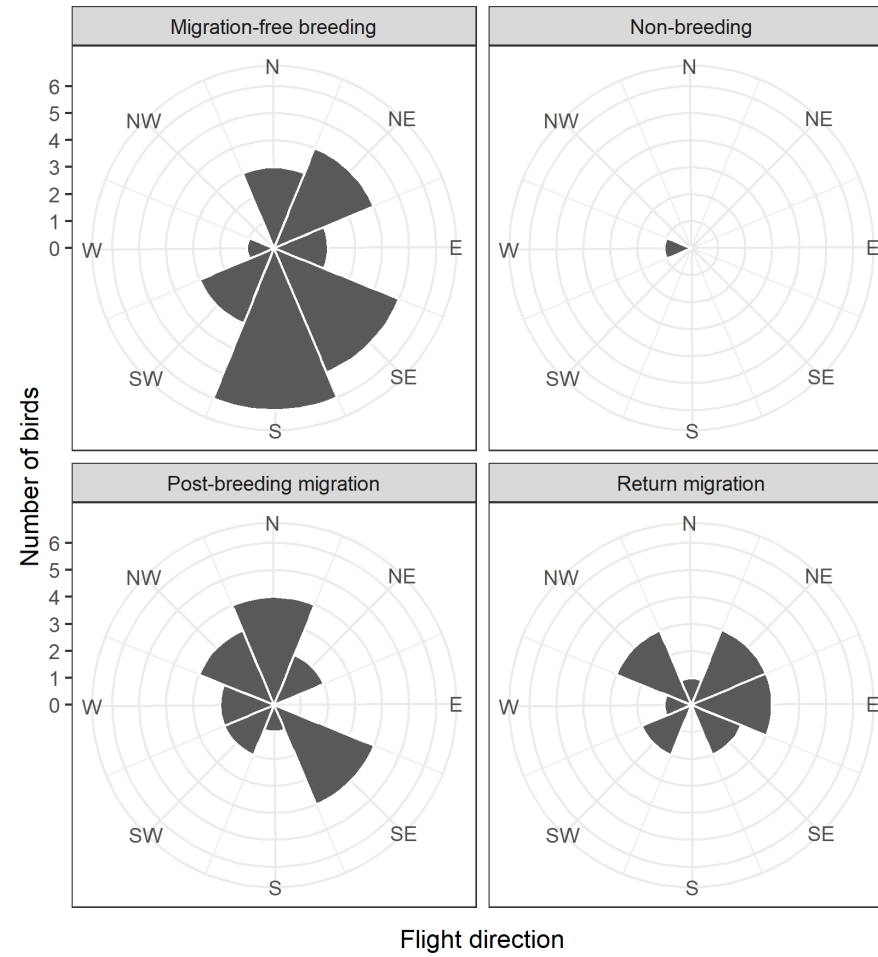 Migration-free breeding
Non-breeding
N
N
6
5
4
3
2
1
0
NW
NE
NW
NE
W
E
W
E
SW
SE
SW
SE
S
S
Number of birds
Post-breeding migration
Return migration
N
N
6
5
4
3
2
1
0
NW
NE
NW
NE
W
E
W
E
SW
SE
SW
SE
S
S
Flight direction